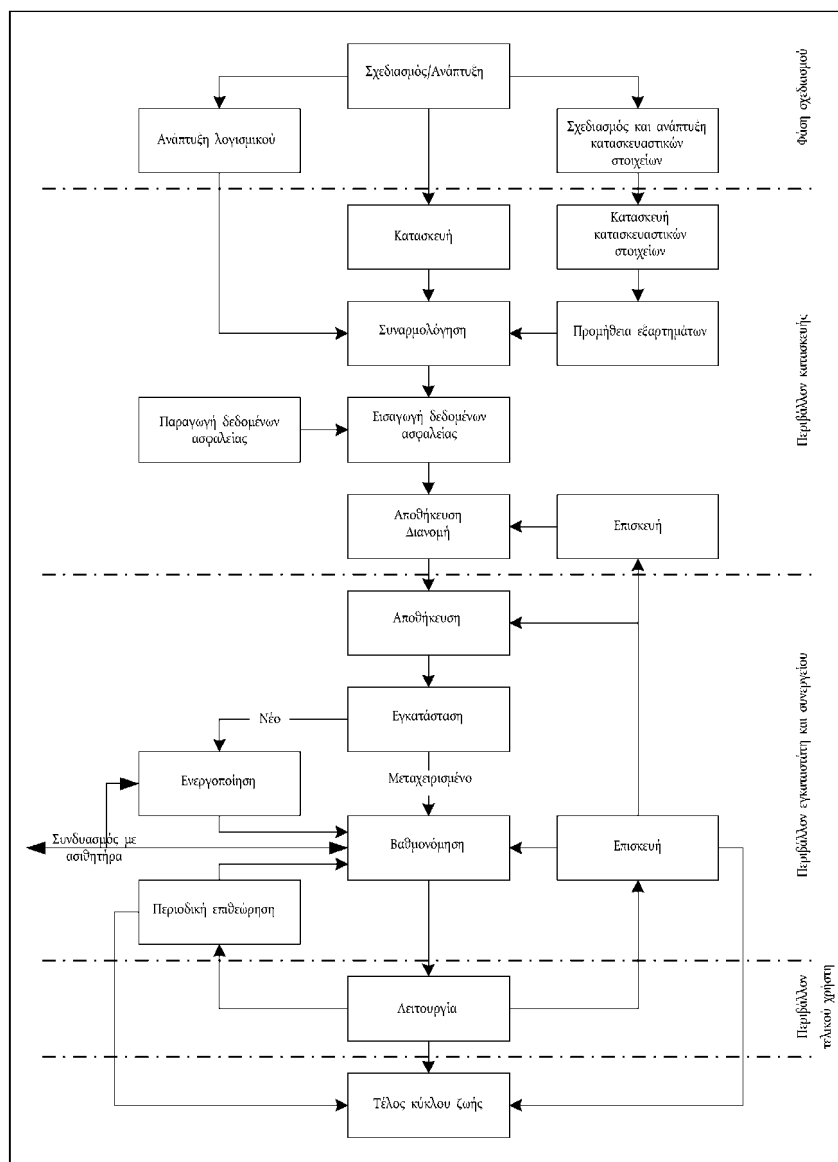 Σχεδιασμός/Ανάπτυξη
Ανάπτυξη λογισμικού
Σχεδιασμός και ανάπτυξη
κατασκευαστικών
στοιχείων
Φάση σχεδιασμού
Κατασκευή
Κατασκευή
κατασκευαστικών
στοιχείων
Συναρμολόγηση
Προμήθεια εξαρτημάτων
Παραγωγή δεδομένων
ασφαλείας
Εισαγωγή δεδομένων
ασφαλείας
Αποθήκευση
Διανομή
Επισκευή
Περιβάλλον κατασκευής
Αποθήκευση
Εγκατάσταση
Νέο
Μεταχειρισμένο
Ενεργοποίηση
Συνδυασμός με
αισθητήρα
Βαθμονόμηση
Επισκευή
Περιοδική επιθεώρηση
Περιβάλλον εγκαταστάτη και συνεργείου
Λειτουργία
Περιβάλλον
τελικού χρήστη
Τέλος κύκλου ζωής